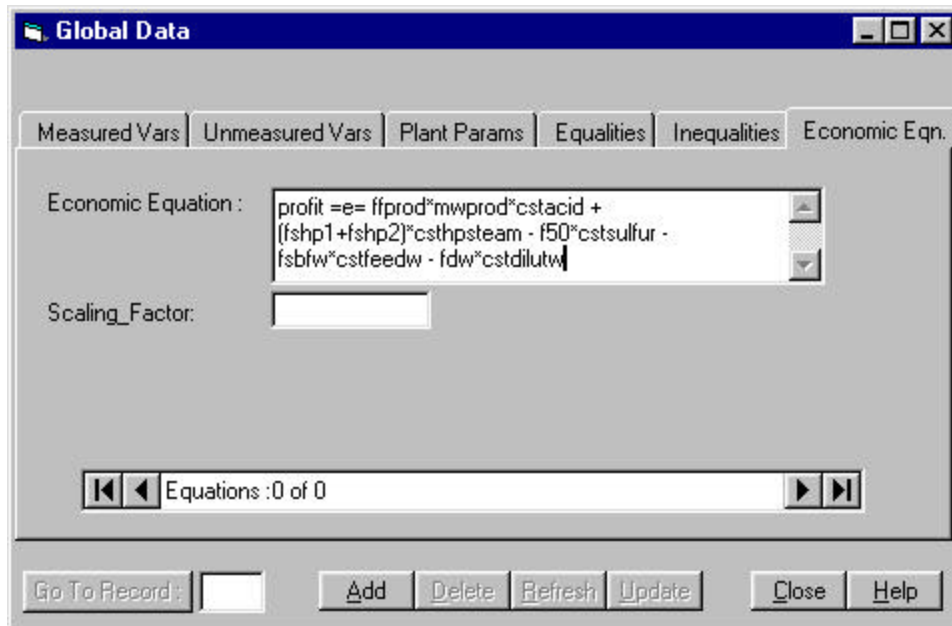 Global Data
Measured Vars Unmeasured Vars Plant Params Equalities Inequalities Economic Eqn.
Economic Equation :
profit =e= ffprod*mwprod*cstacid +
(fshp1+fshp2)*csthpsteam - f50*cstsulfur -
fsbfw*cstfeedw - fdw*cstdilutw
Scaling_Factor:
Equations :0 of 0
Go To Record : Add Delete Refresh Update Close Help